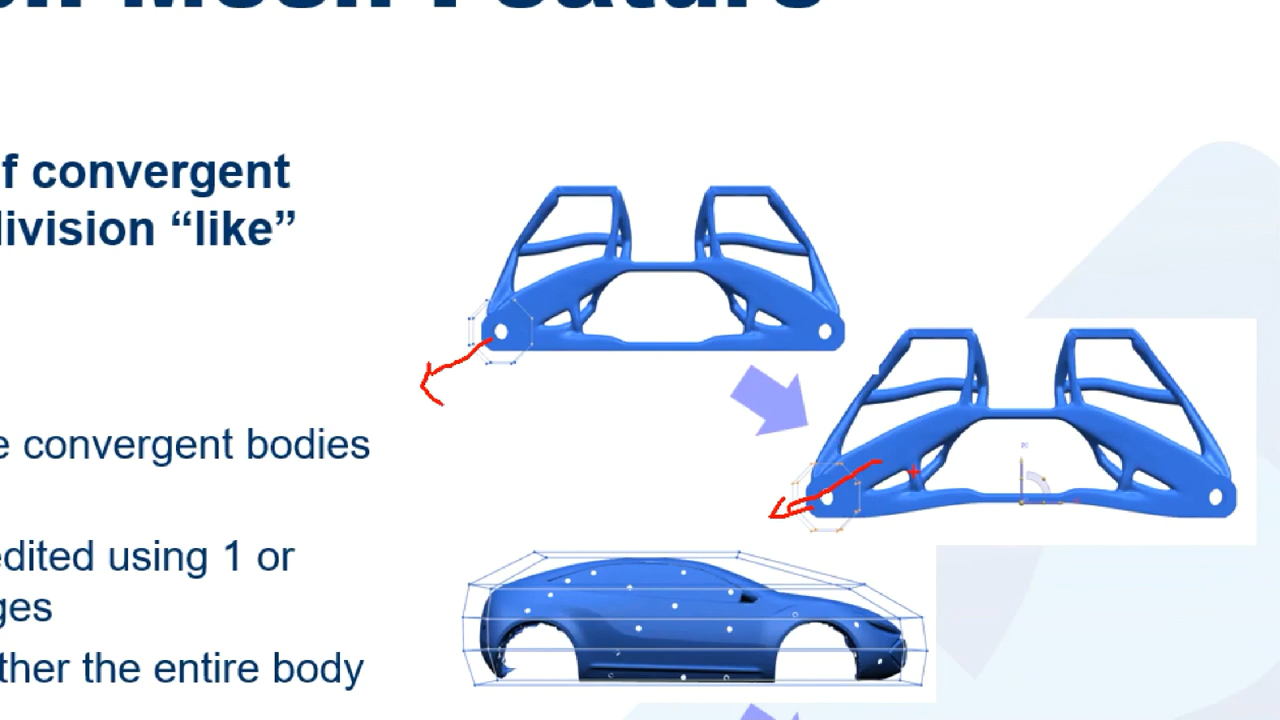 f convergent
division “like”
e convergent bodies
edited using 1 or
ges
ther the entire body